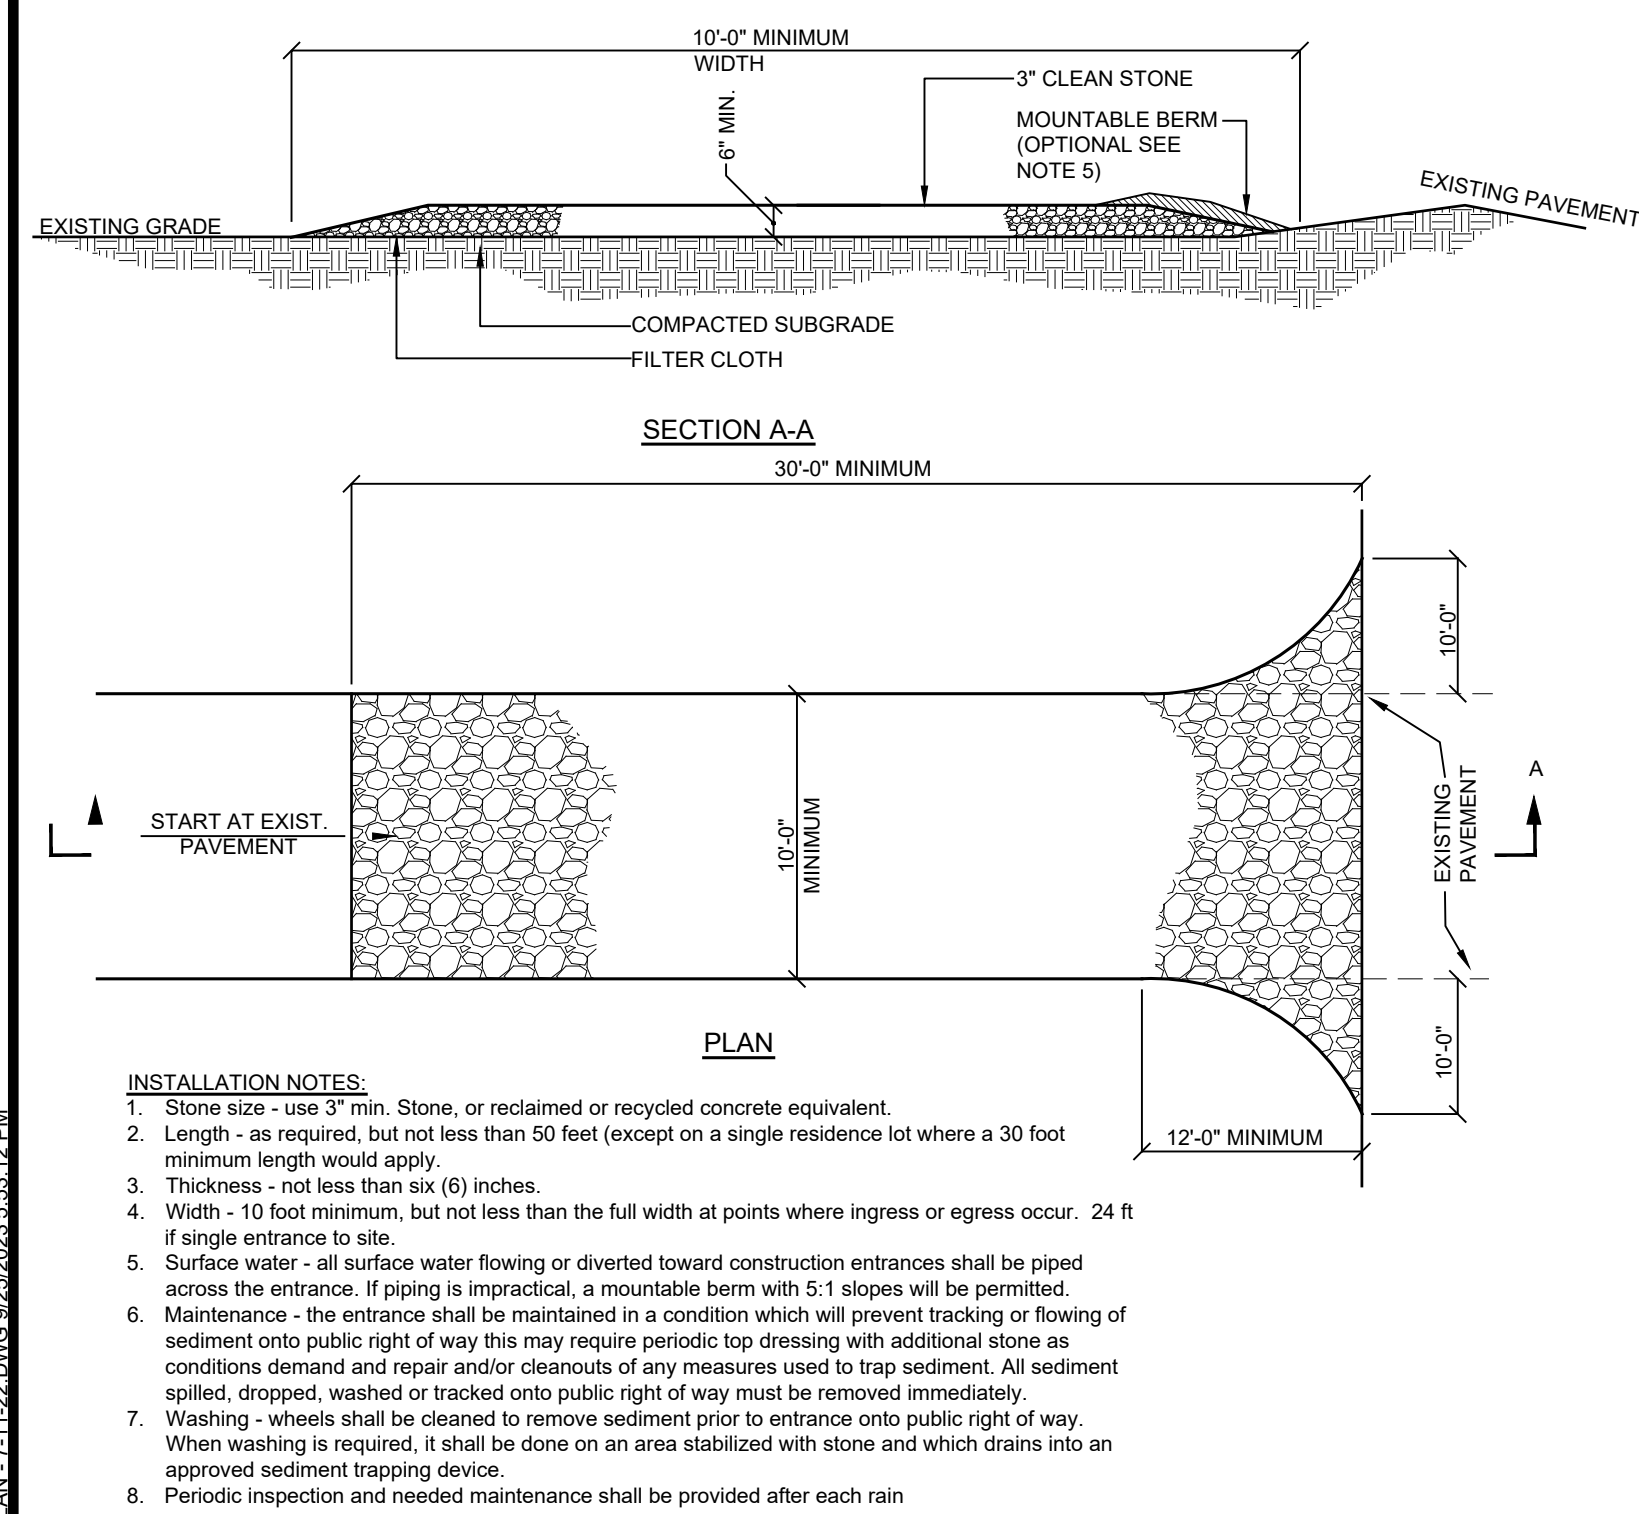 10'-0" MINIMUM
WIDTH
6" MIN.
3" CLEAN STONE
MOUNTABLE BERM
(OPTIONAL SEE
NOTE 5)
EXISTING GRADE
EXISTING PAVEMENT
COMPACTED SUBGRADE
FILTER CLOTH
SECTION A-A
30'-0" MINIMUM
10'-0"
START AT EXIST.
PAVEMENT
10'-0"
MINIMUM
EXISTING
PAVEMENT
A
10'-0"
12'-0" MINIMUM
PLAN
INSTALLATION NOTES:
1. Stone size - use 3" min. Stone, or reclaimed or recycled concrete equivalent.
2. Length - as required, but not less than 50 feet (except on a single residence lot where a 30 foot
minimum length would apply.
3. Thickness - not less than six (6) inches.
4. Width - 10 foot minimum, but not less than the full width at points where ingress or egress occur. 24 ft
if single entrance to site.
5. Surface water - all surface water flowing or diverted toward construction entrances shall be piped
across the entrance. If piping is impractical, a mountable berm with 5:1 slopes will be permitted.
6. Maintenance - the entrance shall be maintained in a condition which will prevent tracking or flowing of
sediment onto public right of way this may require periodic top dressing with additional stone as
conditions demand and repair and/or cleanouts of any measures used to trap sediment. All sediment
spilled, dropped, washed or tracked onto public right of way must be removed immediately.
7. Washing - wheels shall be cleaned to remove sediment prior to entrance onto public right of way.
When washing is required, it shall be done on an area stabilized with stone and which drains into an
approved sediment trapping device.
8. Periodic inspection and needed maintenance shall be provided after each rain